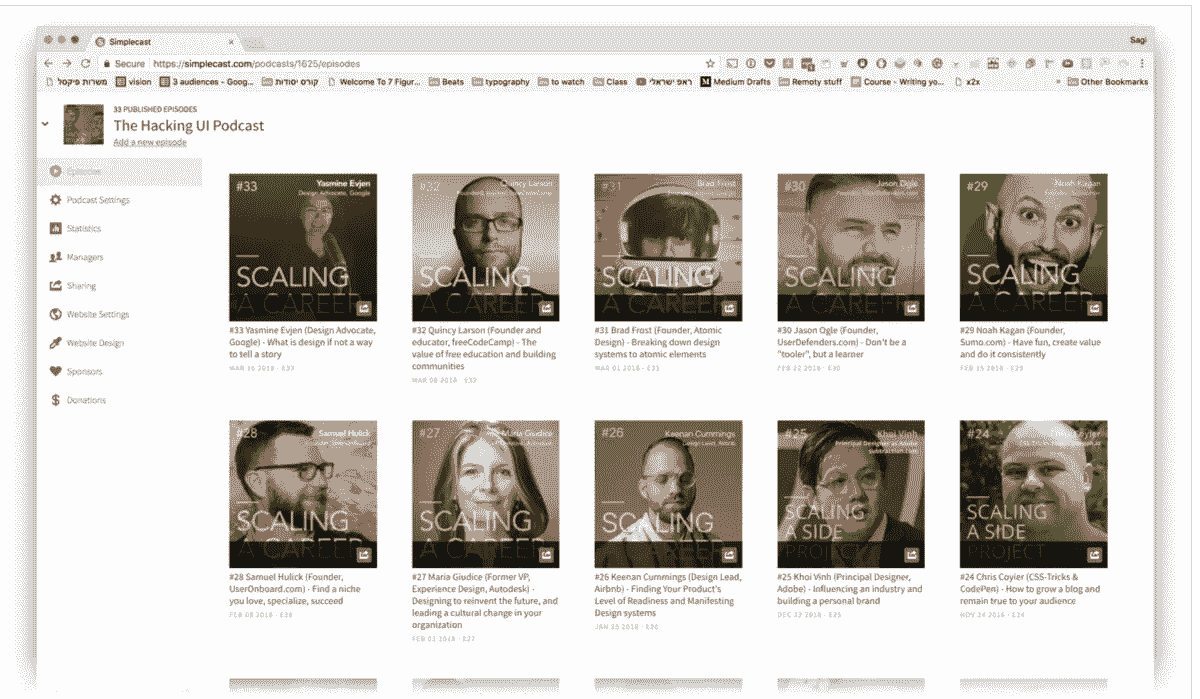 Simplecast
Sagi
Secure https://simplecast.com/podcasts/1625/episodes
משרות פיקסל vision 3 audiences - Goog... קורס יסודות Welcome To 7 Figur... Beats typography to watch Class ראפ ישראלי Medium Drafts Remoty stuff Course - Writing yo... x2x » Other Bookmarks
33 PUBLISHED EPISODES
The Hacking UI Podcast
Add a new episode
Episodes
Podcast Settings
Statistics
Managers
Sharing
Website Settings
Website Design
Sponsors
Donations
#33 Yasmine Evjen
Design Advocate, Google
SCALING
A CAREER
#33 Yasmine Evjen (Design Advocate,
Google) - What is design if not a way
to tell a story
#32 Quincy Larson
SCALING
A CAREER
#32 Quincy Larson (Founder and
educator, freeCodeCamp) - The
value of free education and building
communities
MAR 08 2018 · E32
#31 Brad Frost
SCALING
A CAREER
#31 Brad Frost (Founder, Atomic
Design) - Breaking down design
systems to atomic elements
MAR 01 2018 · E31
#30 Jason Ogle
SCALING
A CAREER
#30 Jason Ogle (Founder,
UserDefenders.com) - Don't be a
"tooler", but a learner
FEB 22 2018 · E30
#29 Noah Kagan
SCALING
A CAREER
#29 Noah Kagan (Founder,
Sumo.com) - Have fun, create value
and do it consistently
FEB 15 2018 · E29
#28 Samuel Hulick
SCALING
A CAREER
#28 Samuel Hulick (Founder,
UserOnboard.com) - Find a niche
you love, specialize, succeed
FEB 08 2018 · E28
#27 Maria Giudice
SCALING
A CAREER
#27 Maria Giudice (Former VP,
Experience Design, Autodesk) -
Designing to reinvent the future, and
leading a cultural change in your
organization
FEB 02 2018 · E27
#26 Keenan Cummings
Design Lead, Airbnb
SCALING
A CAREER
#26 Keenan Cummings (Design Lead,
Airbnb) - Finding Your Product's
Level of Readiness and Manifesting
Design systems
JAN 25 2018 · E26
#25 Khoi Vinh
Principal Designer at Adobe
subtraction.com
SCALING
A SIDE
PROJECT
#25 Khoi Vinh (Principal Designer,
Adobe) - Influencing an industry and
building a personal brand
#24 Chris Coyier
SCALING
A SIDE
PROJECT
#24 Chris Coyier (CSS-Tricks &
CodePen) - How to grow a blog and
remain true to your audience